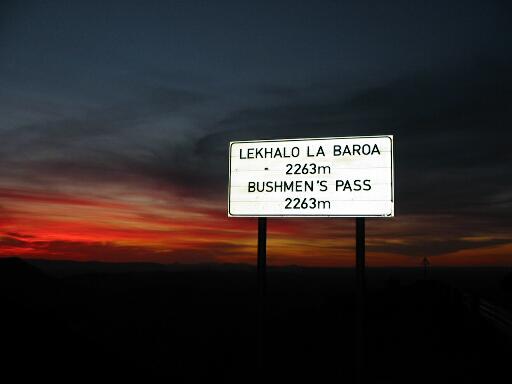 LEKHALO LA BAROA
2263m
BUSHMEN'S PASS
2263m